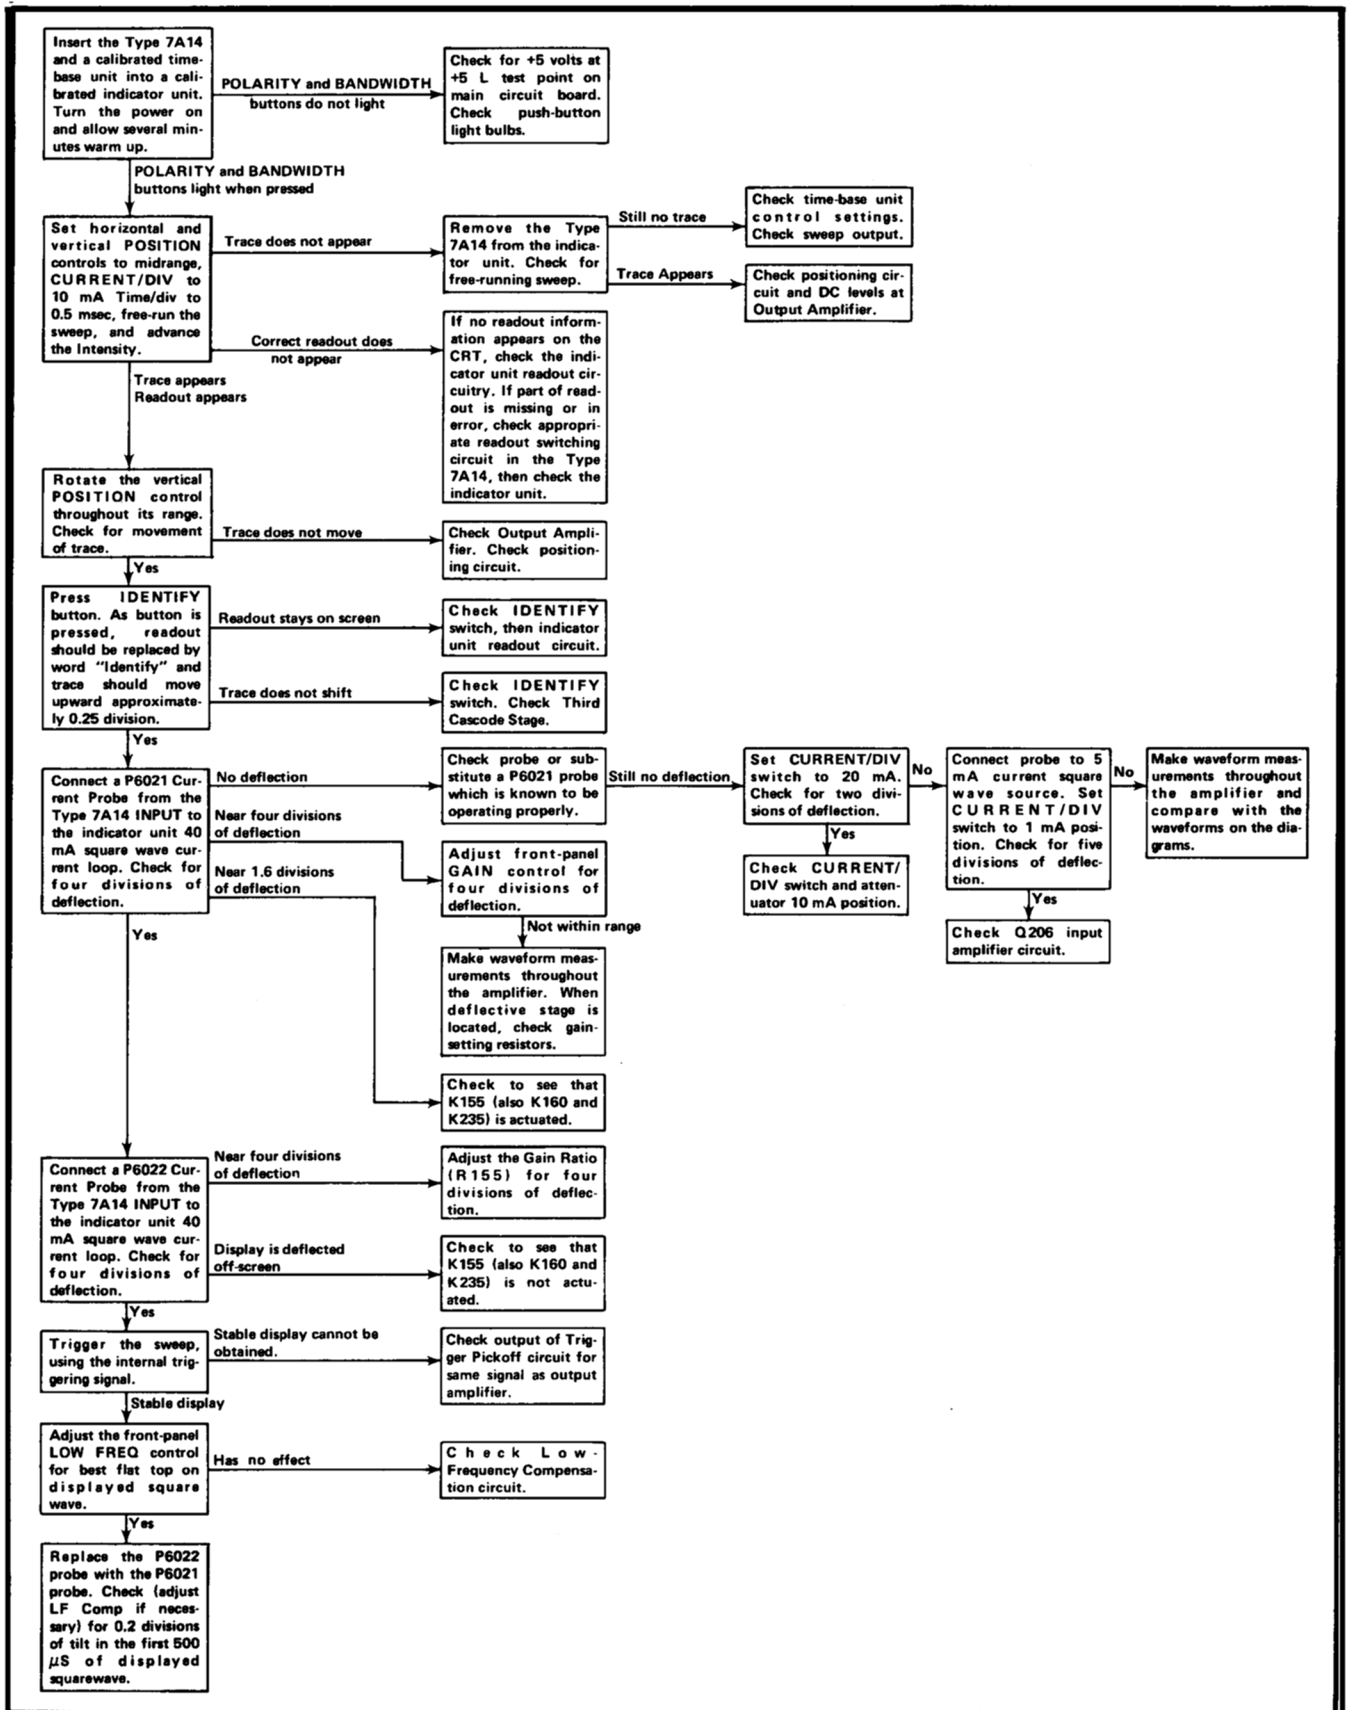 Insert the Type 7A14
and a calibrated time-
base unit into a cali-
brated indicator unit.
Turn the power on
and allow several min-
utes warm up.
POLARITY and BANDWIDTH
buttons do not light
Check for +5 volts at
+5 L test point on
main circuit board.
Check push-button
light bulbs.
POLARITY and BANDWIDTH
buttons light when pressed
Set horizontal and
vertical POSITION
controls to midrange,
CURRENT/DIV to
10 mA Time/div to
0.5 msec, free-run the
sweep, and advance
the Intensity.
Trace does not appear
Remove the Type
7A14 from the indica-
tor unit. Check for
free-running sweep.
Still no trace
Check time-base unit
control settings.
Check sweep output.
Trace Appears
Check positioning cir-
cuit and DC levels at
Output Amplifier.
Correct readout does
not appear
If no readout inform-
ation appears on the
CRT, check the indi-
cator unit readout cir-
cuitry. If part of read-
out is missing or in
error, check appropri-
ate readout switching
circuit in the Type
7A14, then check the
indicator unit.
Trace appears
Readout appears
Rotate the vertical
POSITION control
throughout its range.
Check for movement
of trace.
Trace does not move
Check Output Ampli-
fier. Check position-
ing circuit.
Yes
Press IDENTIFY
button. As button is
pressed, readout
should be replaced by
word "Identify" and
trace should move
upward approximate-
ly 0.25 division.
Readout stays on screen
Check IDENTIFY
switch, then indicator
unit readout circuit.
Trace does not shift
Check IDENTIFY
switch. Check Third
Cascode Stage.
Yes
Connect a P6021 Cur-
rent Probe from the
Type 7A14 INPUT to
the indicator unit 40
mA square wave cur-
rent loop. Check for
four divisions of
deflection.
No deflection
Check probe or sub-
stitute a P6021 probe
which is known to be
operating properly.
Still no deflection
Set CURRENT/DIV
switch to 20 mA.
Check for two divi-
sions of deflection.
No
Connect probe to 5
mA current square
wave source. Set
CURRENT/DIV
switch to 1 mA posi-
tion. Check for five
divisions of deflec-
tion.
No
Make waveform meas-
urements throughout
the amplifier and
compare with the
waveforms on the dia-
grams.
Yes
Check CURRENT/
DIV switch and atten-
uator 10 mA position.
Yes
Check Q206 input
amplifier circuit.
Near four divisions
of deflection
Adjust front-panel
GAIN control for
four divisions of
deflection.
Not within range
Make waveform meas-
urements throughout
the amplifier. When
deflective stage is
located, check gain-
setting resistors.
Near 1.6 divisions
of deflection
Check to see that
K155 (also K160 and
K235) is actuated.
Yes
Connect a P6022 Cur-
rent Probe from the
Type 7A14 INPUT to
the indicator unit 40
mA square wave cur-
rent loop. Check for
four divisions of
deflection.
Near four divisions
of deflection
Adjust the Gain Ratio
(R155) for four
divisions of deflec-
tion.
Display is deflected
off-screen
Check to see that
K155 (also K160 and
K235) is not actu-
ated.
Yes
Trigger the sweep,
using the internal trig-
gering signal.
Stable display cannot be
obtained.
Check output of Trig-
ger Pickoff circuit for
same signal as output
amplifier.
Stable display
Adjust the front-panel
LOW FREQ control
for best flat top on
displayed square
wave.
Has no effect
Check Low-
Frequency Compensa-
tion circuit.
Yes
Replace the P6022
probe with the P6021
probe. Check (adjust
LF Comp if neces-
sary) for 0.2 divisions
of tilt in the first 500
μS of displayed
squarewave.